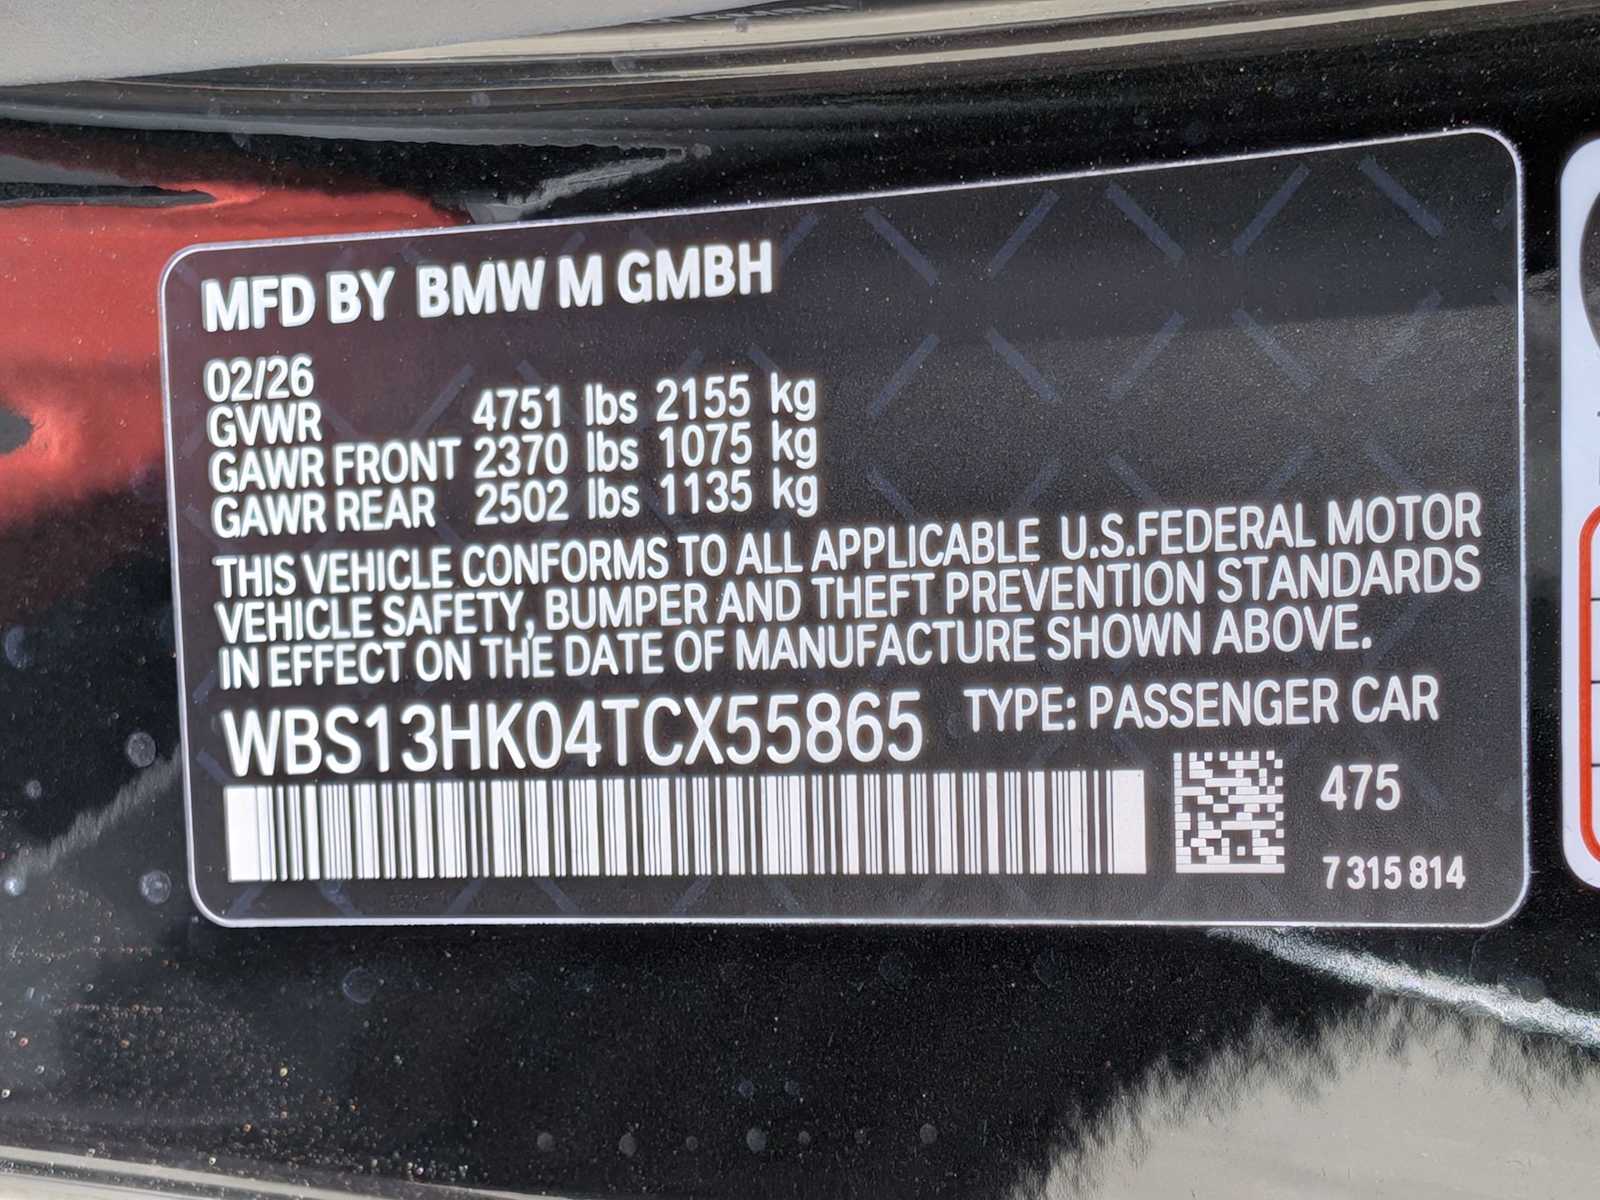 MFD BY BMW M GMBH
02/26
GVWR 4751 lbs 2155 kg
GAWR FRONT 2370 lbs 1075 kg
GAWR REAR 2502 lbs 1135 kg
THIS VEHICLE CONFORMS TO ALL APPLICABLE U.S.FEDERAL MOTOR
VEHICLE SAFETY, BUMPER AND THEFT PREVENTION STANDARDS
IN EFFECT ON THE DATE OF MANUFACTURE SHOWN ABOVE.
WBS13HK04TCX55865 TYPE: PASSENGER CAR
475
7 315 814